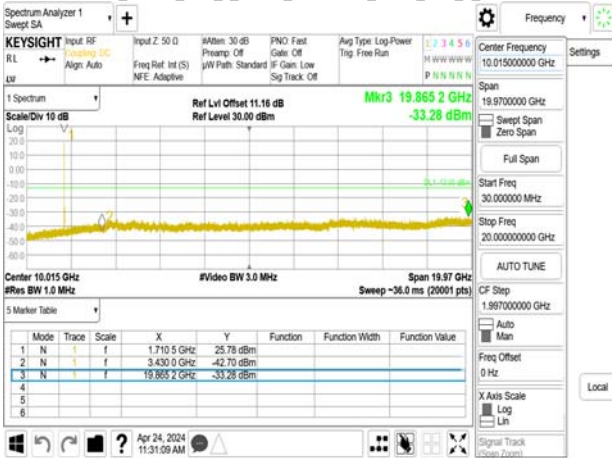 Spectrum Analyzer 1
Swept SA
Frequency
KEYSIGHT Input: RF Input Z: 50 Ω #Atten: 30 dB PNO: Fast Avg Type: Log-Power 1 2 3 4 5 6
RL Coupling: DC Preamp: Off Gate: Off Trig: Free Run M W W W W W
Align: Auto Freq Ref: Int (S) µW Path: Standard IF Gain: Low
NFE: Adaptive Sig Track: Off P N N N N N
1 Spectrum
Ref Lvl Offset 11.16 dB Mkr3 19.865 2 GHz
Scale/Div 10 dB Ref Level 30.00 dBm -33.28 dBm
Log
20.0
10.0
0.00
-10.0
-20.0
-30.0
-40.0
-50.0
-60.0
1
2
3
Center 10.015 GHz #Video BW 3.0 MHz Span 19.97 GHz
#Res BW 1.0 MHz Sweep ~36.0 ms (20001 pts)
5 Marker Table
Mode Trace Scale X Y Function Function Width Function Value
1 N 1 f 1.710 5 GHz 25.78 dBm
2 N 1 f 3.430 0 GHz -42.70 dBm
3 N 1 f 19.865 2 GHz -33.28 dBm
4
5
6
Apr 24, 2024
11:31:09 AM
Center Frequency
10.015000000 GHz
Settings
Span
19.9700000 GHz
Swept Span
Zero Span
Full Span
Start Freq
30.000000 MHz
Stop Freq
20.000000000 GHz
AUTO TUNE
CF Step
1.997000000 GHz
Auto
Man
Freq Offset
0 Hz
X Axis Scale
Log
Lin
Local
Signal Track
(Span Zoom)